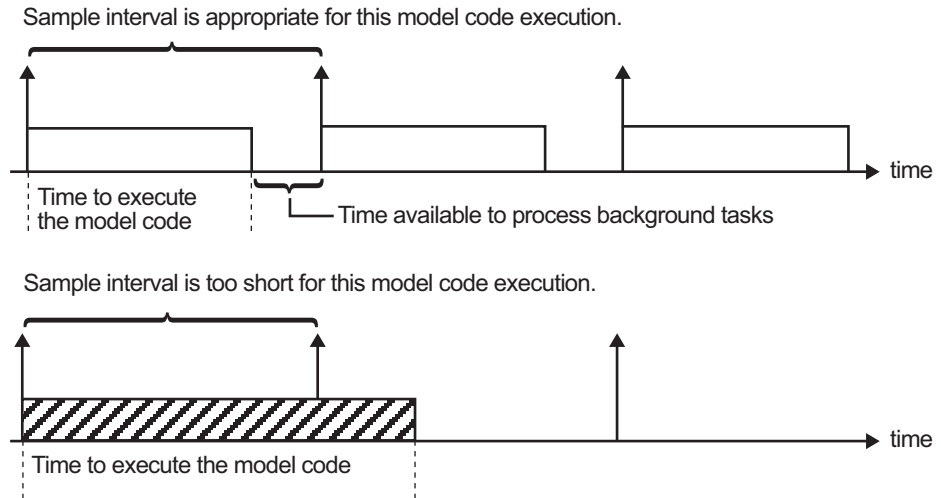 Sample interval is appropriate for this model code execution.
time
Time to execute
the model code
Time available to process background tasks
Sample interval is too short for this model code execution.
time
Time to execute the model code